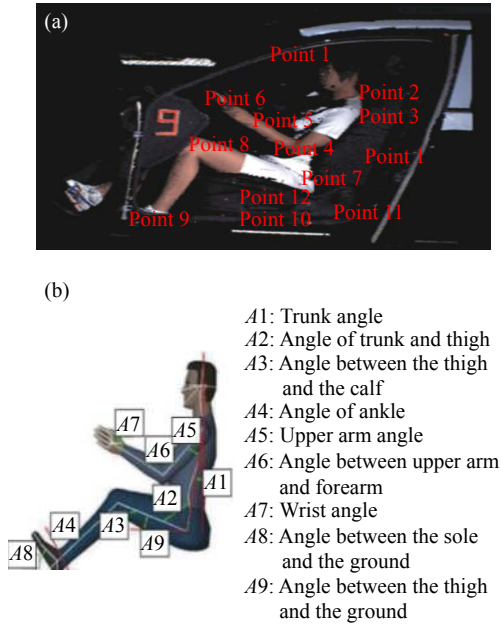 (a)
Point 1
Point 2
Point 6
Point 3
Point 5
Point 8
Point 4
Point 1
Point 7
Point 12
Point 9
Point 10
Point 11
9
(b)
A1: Trunk angle
A2: Angle of trunk and thigh
A3: Angle between the thigh
and the calf
A4: Angle of ankle
A5: Upper arm angle
A6: Angle between upper arm
and forearm
A7: Wrist angle
A8: Angle between the sole
and the ground
A9: Angle between the thigh
and the ground
A7
A5
A6
A1
A2
A3
A4
A9
A8